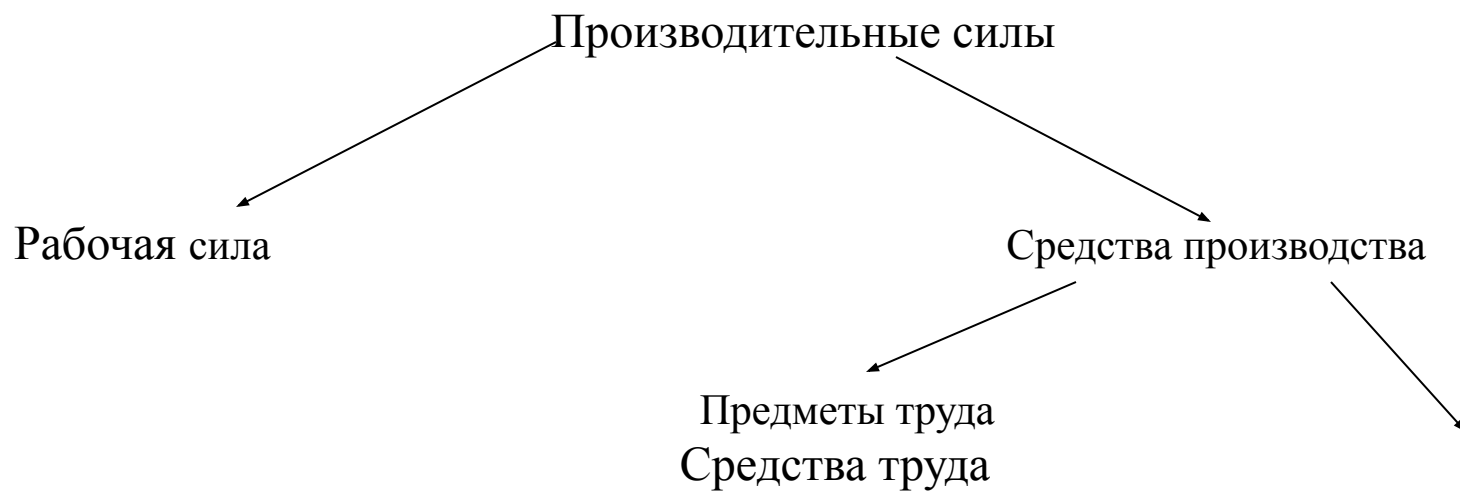 Производительные силы
Рабочая сила
Средства производства
Предметы труда
Средства труда